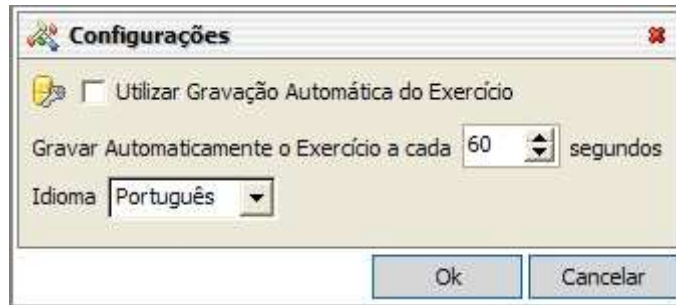 Configurações
Utilizar Gravação Automática do Exercício
Gravar Automaticamente o Exercício a cada 60 segundos
Idioma Português
Ok Cancelar